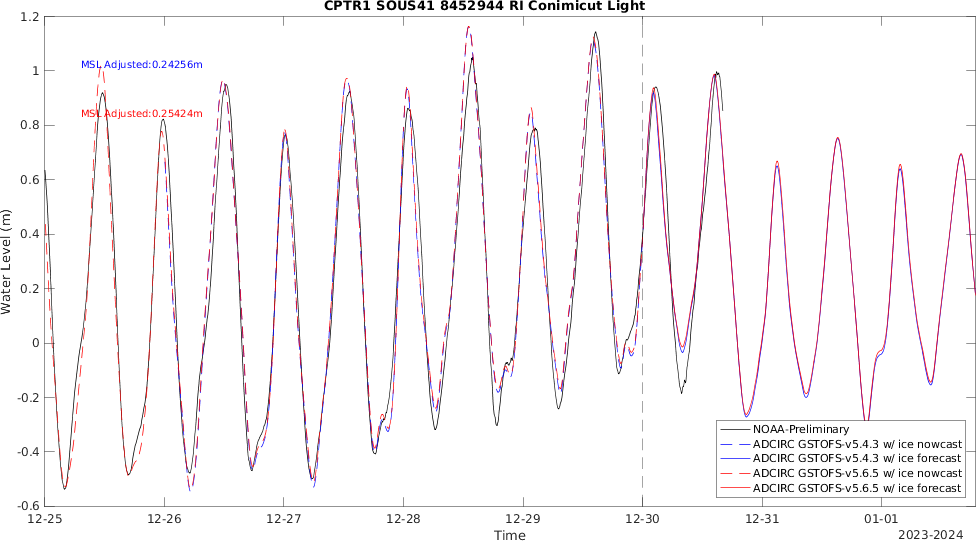 CPTR1 SOUS41 8452944 RI Conimicut Light
1.2
1
0.8
0.6
0.4
0.2
0
-0.2
-0.4
-0.6
Water Level (m)
MSL Adjusted:0.24256m
MSL Adjusted:0.25424m
NOAA-Preliminary
ADCIRC GSTOFS-v5.4.3 w/ ice nowcast
ADCIRC GSTOFS-v5.4.3 w/ ice forecast
ADCIRC GSTOFS-v5.6.5 w/ ice nowcast
ADCIRC GSTOFS-v5.6.5 w/ ice forecast
12-25 12-26 12-27 12-28 12-29 12-30 12-31 01-01
Time
2023-2024